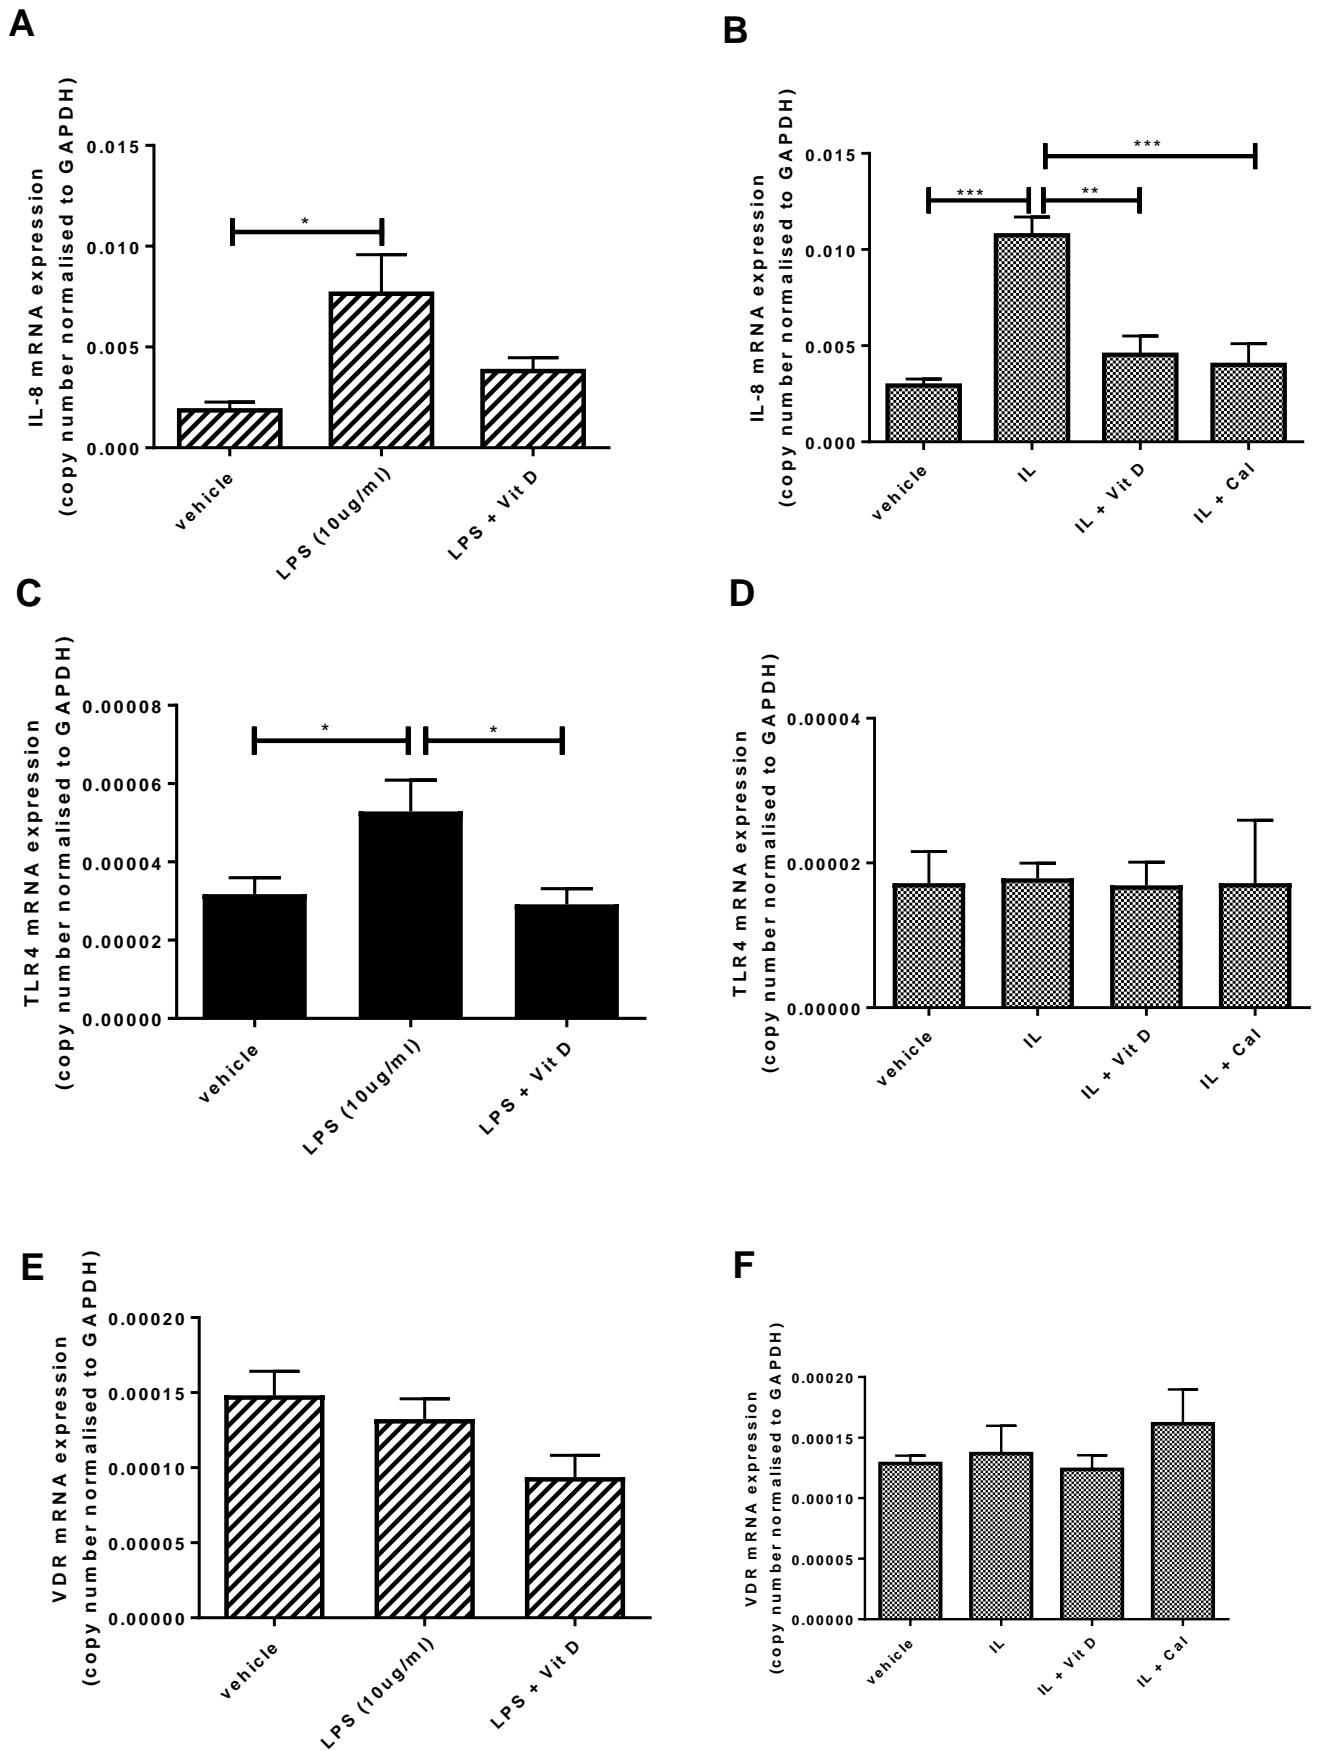 A
IL-8 mRNA expression
(copy number normalised to GAPDH)
0.015
0.010
0.005
0.000
*
vehicle
LPS (10ug/ml)
LPS + Vit D
B
IL-8 mRNA expression
(copy number normalised to GAPDH)
0.015
0.010
0.005
0.000
***
***
**
vehicle
IL
IL + Vit D
IL + Cal
C
TLR4 mRNA expression
(copy number normalised to GAPDH)
0.00008
0.00006
0.00004
0.00002
0.00000
*
*
vehicle
LPS (10ug/ml)
LPS + Vit D
D
TLR4 mRNA expression
(copy number normalised to GAPDH)
0.00004
0.00002
0.00000
vehicle
IL
IL + Vit D
IL + Cal
E
VDR mRNA expression
(copy number normalised to GAPDH)
0.00020
0.00015
0.00010
0.00005
0.00000
vehicle
LPS (10ug/ml)
LPS + Vit D
F
VDR mRNA expression
(copy number normalised to GAPDH)
0.00020
0.00015
0.00010
0.00005
0.00000
vehicle
IL
IL + Vit D
IL + Cal